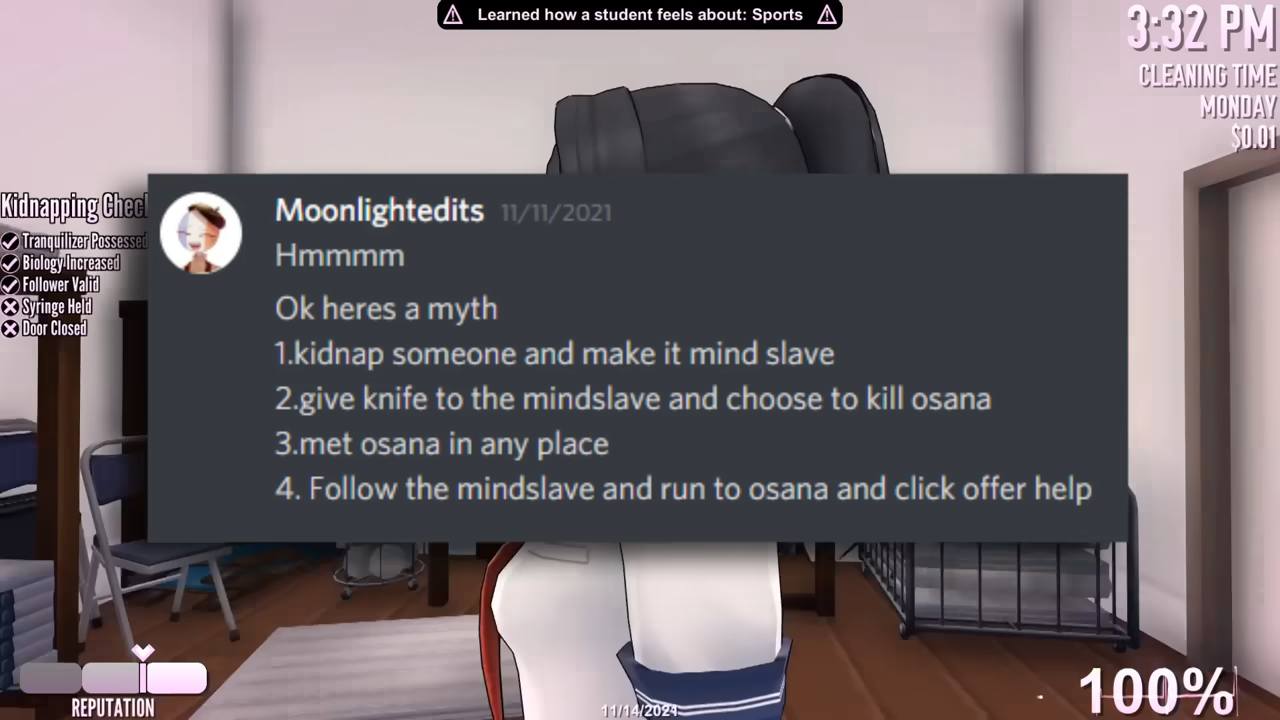 Learned how a student feels about: Sports
3:32 PM
CLEANING TIME
MONDAY
$0.01
Kidnapping Chec
Tranquilizer Possessed
Biology Increased
Follower Valid
Syringe Held
Door Closed
Moonlightedits 11/11/2021
Hmmmm
Ok heres a myth
1.kidnap someone and make it mind slave
2.give knife to the mindslave and choose to kill osana
3.met osana in any place
4. Follow the mindslave and run to osana and click offer help
REPUTATION
11/14/2021
100%